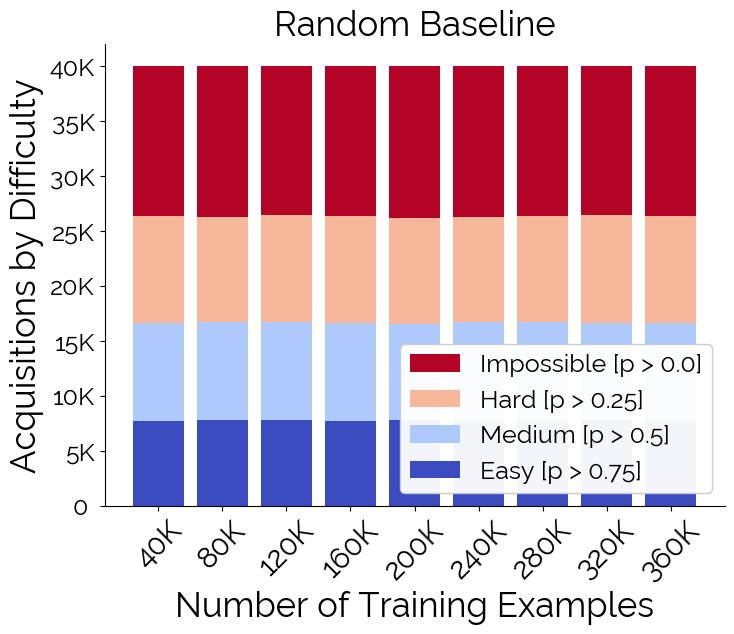 Random Baseline
Acquisitions by Difficulty
40K
35K
30K
25K
20K
15K
10K
5K
0
Impossible [p > 0.0]
Hard [p > 0.25]
Medium [p > 0.5]
Easy [p > 0.75]
40K 80K 120K 160K 200K 240K 280K 320K 360K
Number of Training Examples